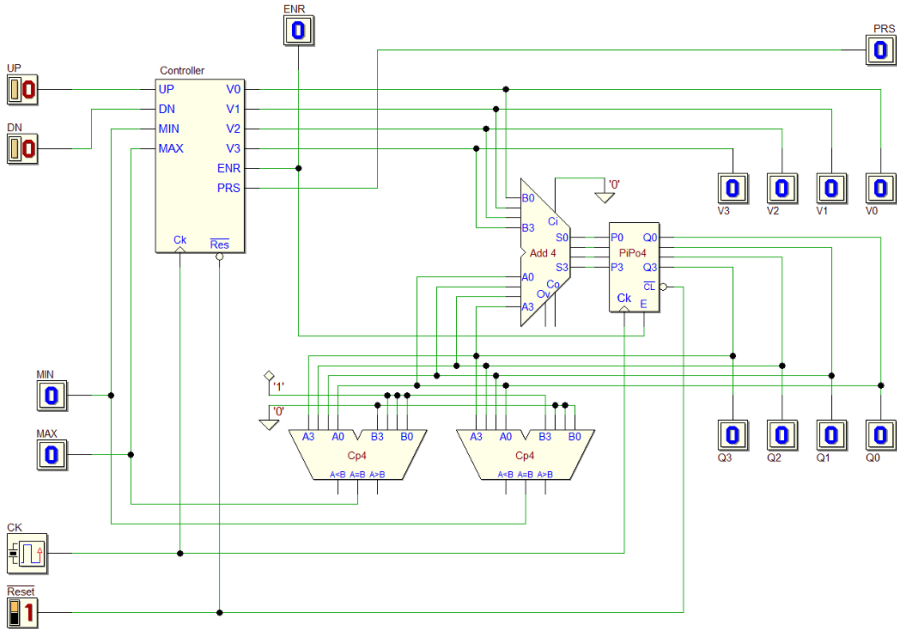 ENR
0
PRS
0
UP
0
Controller
UP
DN
MIN
MAX
V0
V1
V2
V3
ENR
PRS
Ck
Res
DN
0
'0'
V3
0
V2
0
V1
0
V0
0
B0
B3
A0
A3
Ci
Add 4
S0
S3
Co
Ov
P0
P3
PiPo4
Q0
Q3
CL
Ck
E
MIN
0
'1'
'0'
MAX
0
A3
A0
B3
B0
Cp4
A<B
A=B
A>B
A3
A0
B3
B0
Cp4
A<B
A=B
A>B
0
Q3
0
Q2
0
Q1
0
Q0
CK
Reset
1